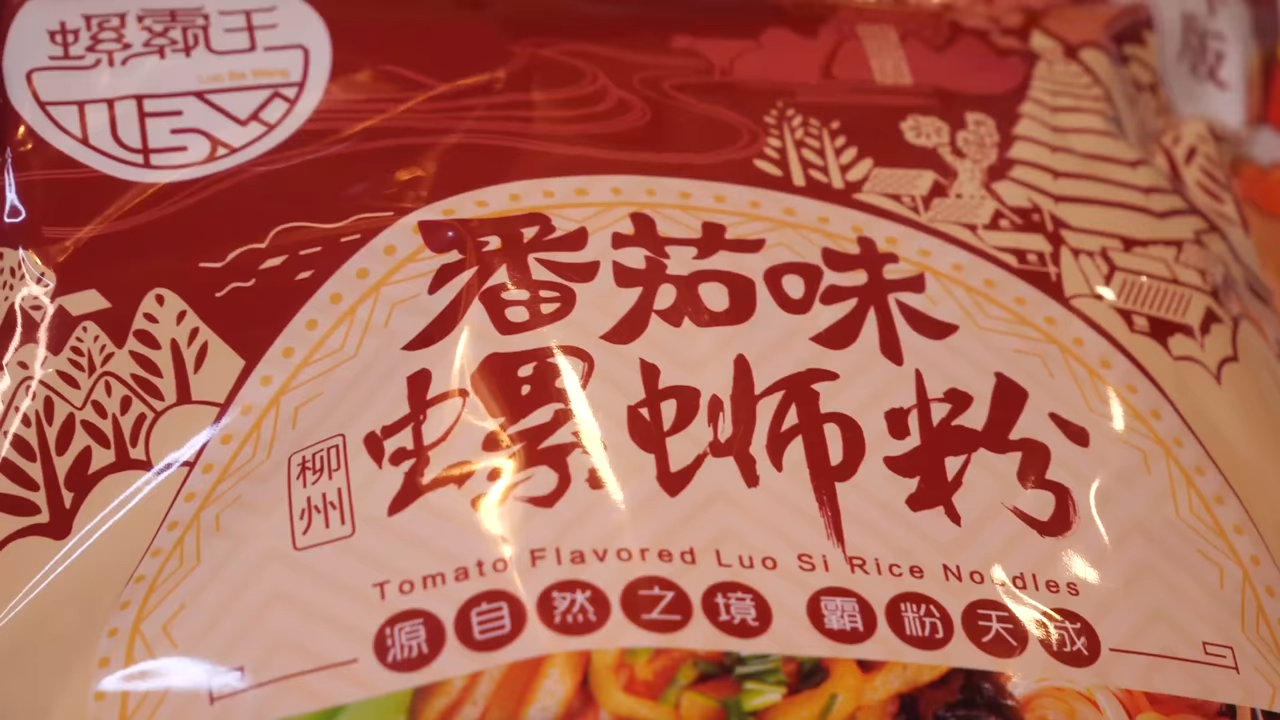 螺霸王
Luo Ba Wang
版
番茄味
螺蛳粉
柳州
Tomato Flavored Luo Si Rice Noodles
源自然之境 霸粉天成